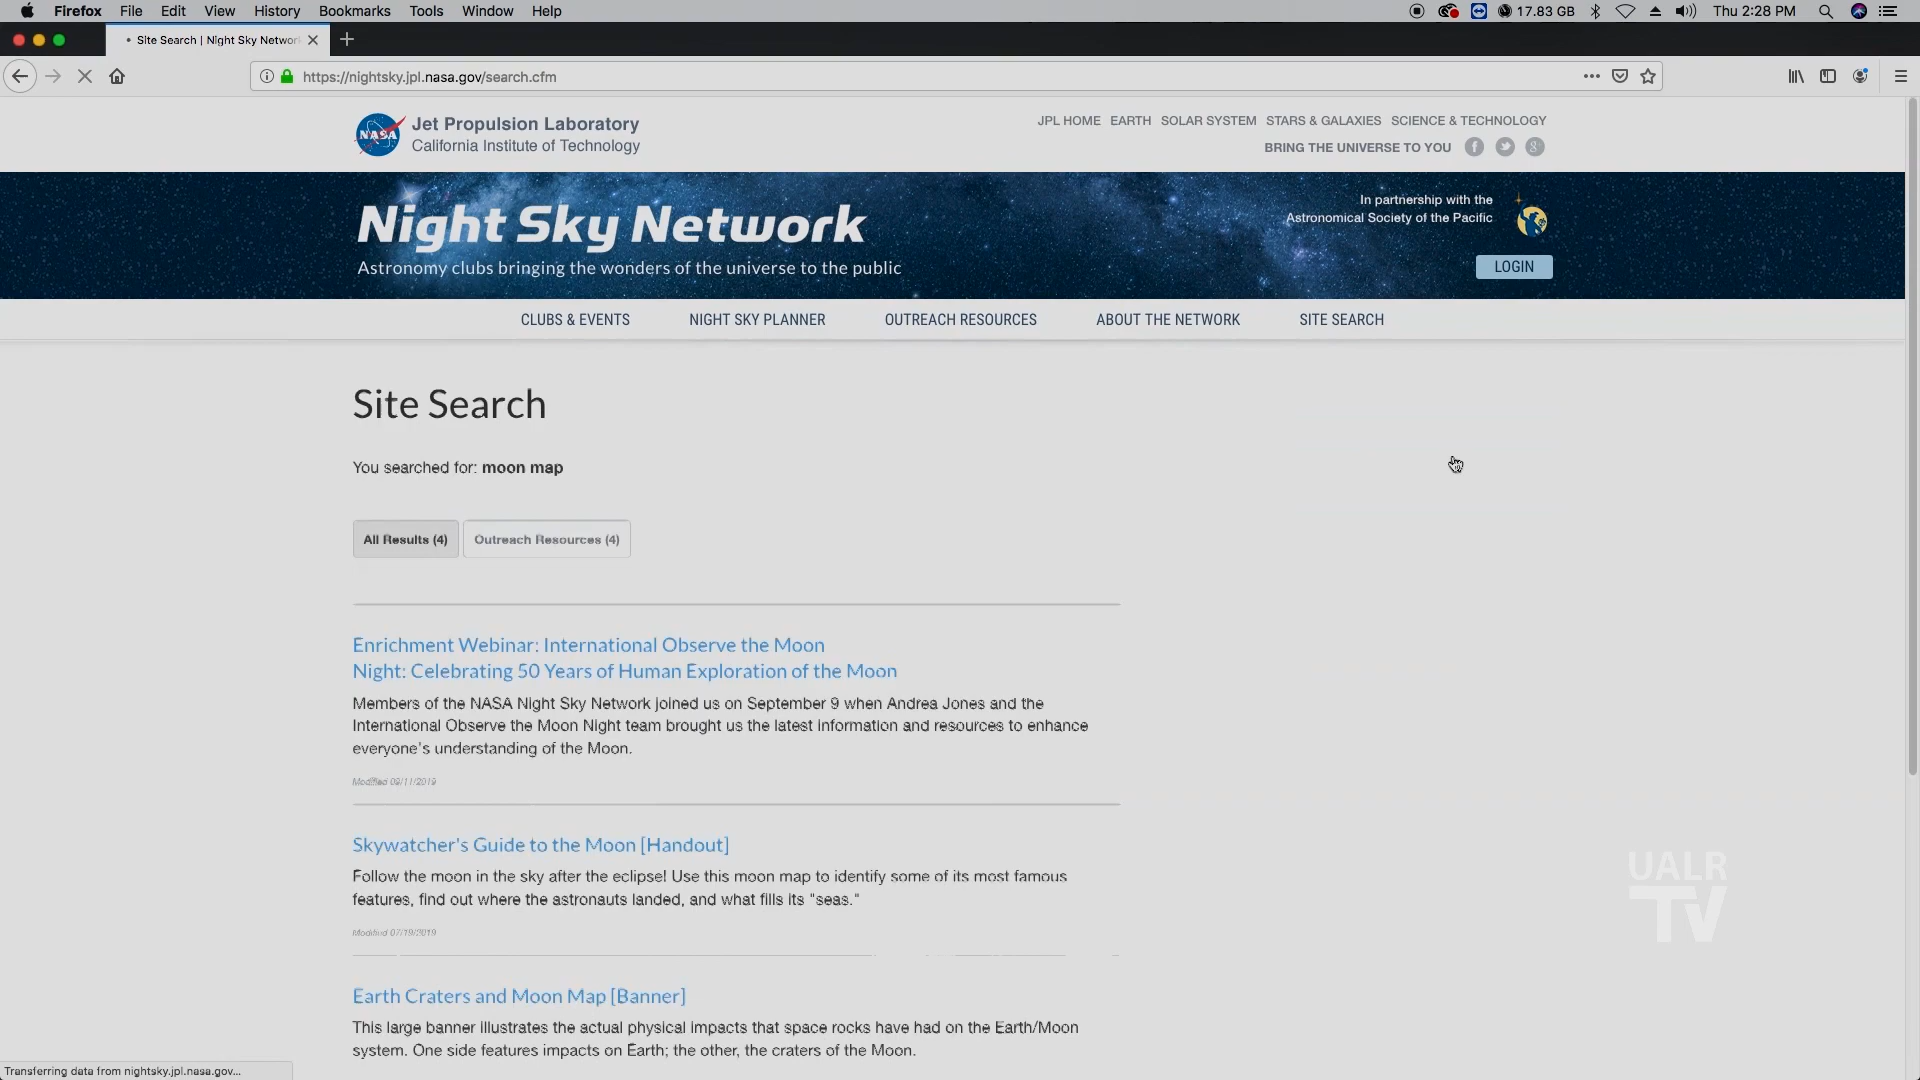 Firefox File Edit View History Bookmarks Tools Window Help 17.83 GB Thu 2:28 PM
Site Search | Night Sky Networ
https://nightsky.jpl.nasa.gov/search.cfm
NASA
Jet Propulsion Laboratory
California Institute of Technology
JPL HOME EARTH SOLAR SYSTEM STARS & GALAXIES SCIENCE & TECHNOLOGY
BRING THE UNIVERSE TO YOU
Night Sky Network
Astronomy clubs bringing the wonders of the universe to the public
In partnership with the
Astronomical Society of the Pacific
LOGIN
CLUBS & EVENTS NIGHT SKY PLANNER OUTREACH RESOURCES ABOUT THE NETWORK SITE SEARCH
Site Search
You searched for: moon map
All Results (4) Outreach Resources (4)
Enrichment Webinar: International Observe the Moon
Night: Celebrating 50 Years of Human Exploration of the Moon
Members of the NASA Night Sky Network joined us on September 9 when Andrea Jones and the
International Observe the Moon Night team brought us the latest information and resources to enhance
everyone's understanding of the Moon.
Modified 09/11/2019
Skywatcher's Guide to the Moon [Handout]
Follow the moon in the sky after the eclipse! Use this moon map to identify some of its most famous
features, find out where the astronauts landed, and what fills its "seas."
Modified 07/19/2019
Earth Craters and Moon Map [Banner]
This large banner illustrates the actual physical impacts that space rocks have had on the Earth/Moon
system. One side features impacts on Earth; the other, the craters of the Moon.
Transferring data from nightsky.jpl.nasa.gov...
UALR
TV